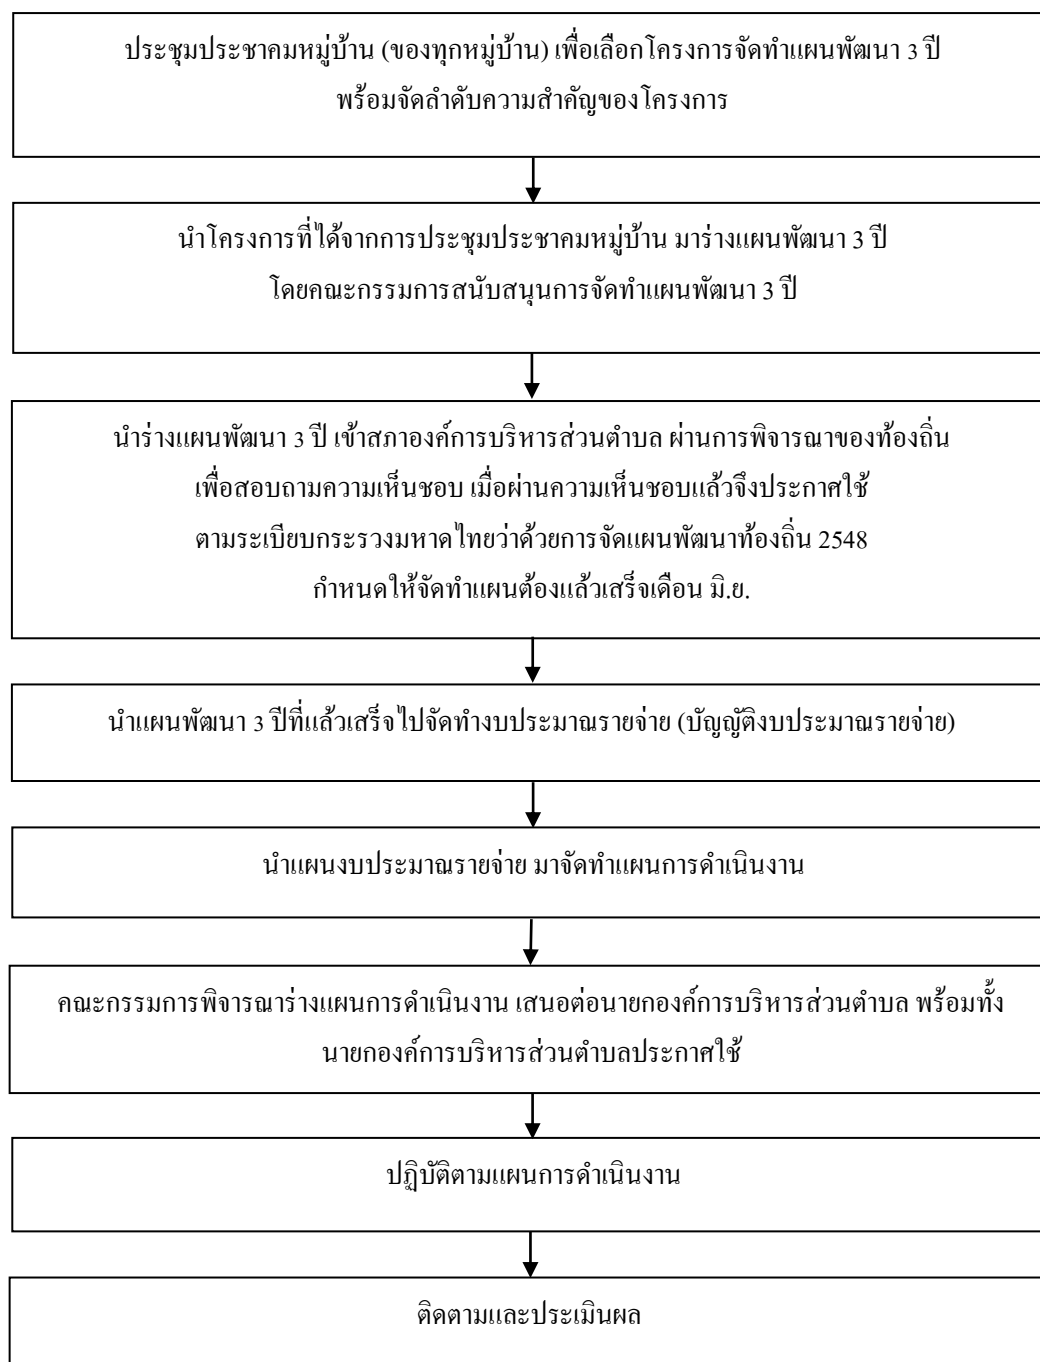 ประชุมประชาคมหมู่บ้าน (ของทุกหมู่บ้าน) เพื่อเลือกโครงการจัดทำแผนพัฒนา 3 ปี
พร้อมจัดลำดับความสำคัญของโครงการ
นำโครงการที่ได้จากการประชุมประชาคมหมู่บ้าน มาร่างแผนพัฒนา 3 ปี
โดยคณะกรรมการสนับสนุนการจัดทำแผนพัฒนา 3 ปี
นำร่างแผนพัฒนา 3 ปี เข้าสภาองค์การบริหารส่วนตำบล ผ่านการพิจารณาของท้องถิ่น
เพื่อสอบถามความเห็นชอบ เมื่อผ่านความเห็นชอบแล้วจึงประกาศใช้
ตามระเบียบกระรวงมหาดไทยว่าด้วยการจัดแผนพัฒนาท้องถิ่น 2548
กำหนดให้จัดทำแผนต้องแล้วเสร็จเดือน มิ.ย.
นำแผนพัฒนา 3 ปีที่แล้วเสร็จไปจัดทำงบประมาณรายจ่าย (บัญญัติงบประมาณรายจ่าย)
นำแผนงบประมาณรายจ่าย มาจัดทำแผนการดำเนินงาน
คณะกรรมการพิจารณาร่างแผนการดำเนินงาน เสนอต่อนายกองค์การบริหารส่วนตำบล พร้อมทั้ง
นายกองค์การบริหารส่วนตำบลประกาศใช้
ปฏิบัติตามแผนการดำเนินงาน
ติดตามและประเมินผล